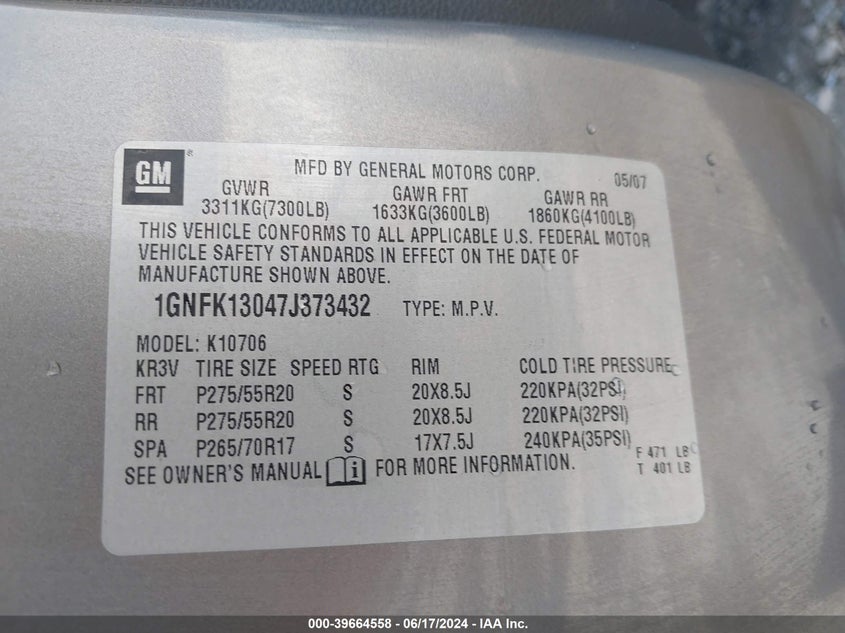 GM
MFD BY GENERAL MOTORS CORP. 05/07
GVWR GAWR FRT GAWR RR
3311KG(7300LB) 1633KG(3600LB) 1860KG(4100LB)
THIS VEHICLE CONFORMS TO ALL APPLICABLE U.S. FEDERAL MOTOR
VEHICLE SAFETY STANDARDS IN EFFECT ON THE DATE OF
MANUFACTURE SHOWN ABOVE.
1GNFK13047J373432 TYPE: M.P.V.
MODEL: K10706
KR3V TIRE SIZE SPEED RTG RIM COLD TIRE PRESSURE
FRT P275/55R20 S 20X8.5J 220KPA(32PSI)
RR P275/55R20 S 20X8.5J 220KPA(32PSI)
SPA P265/70R17 S 17X7.5J 240KPA(35PSI)
F 471 LB
SEE OWNER'S MANUAL i FOR MORE INFORMATION.
T 401 LB
000-39664558 - 06/17/2024 - IAA Inc.